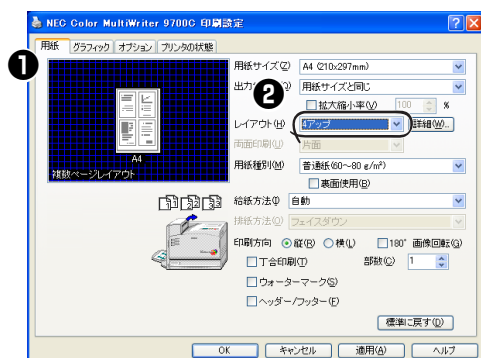 NEC Color MultiWriter 9700C 印刷設定
用紙 グラフィック オプション プリンタの状態
❶
用紙サイズ(Z) A4 (210x297mm)
❷
用紙サイズと同じ
拡大縮小率(V) 100 %
レイアウト(H) 4アップ 詳細(W)...
両面印刷(U) 片面
A4
複数ページレイアウト
用紙種別(M) 普通紙(60~80 g/m²)
裏面使用(B)
1 1 2 2 3 3
給紙方法(I) 自動
排紙方法(O) フェイスダウン
印刷方向 縦(R) 横(L) 180° 画像回転(G)
丁合印刷(T) 部数(C) 1
ウォーターマーク(S)
ヘッダー/フッター(E)
標準に戻す(D)
OK キャンセル 適用(A) ヘルプ